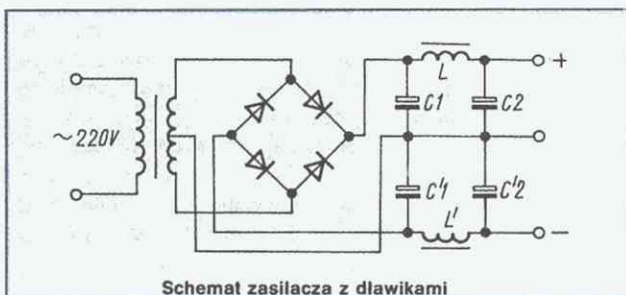 ~220V
L
+
C1
C2
C'1
C'2
L'
−
Schemat zasilacza z dławikami